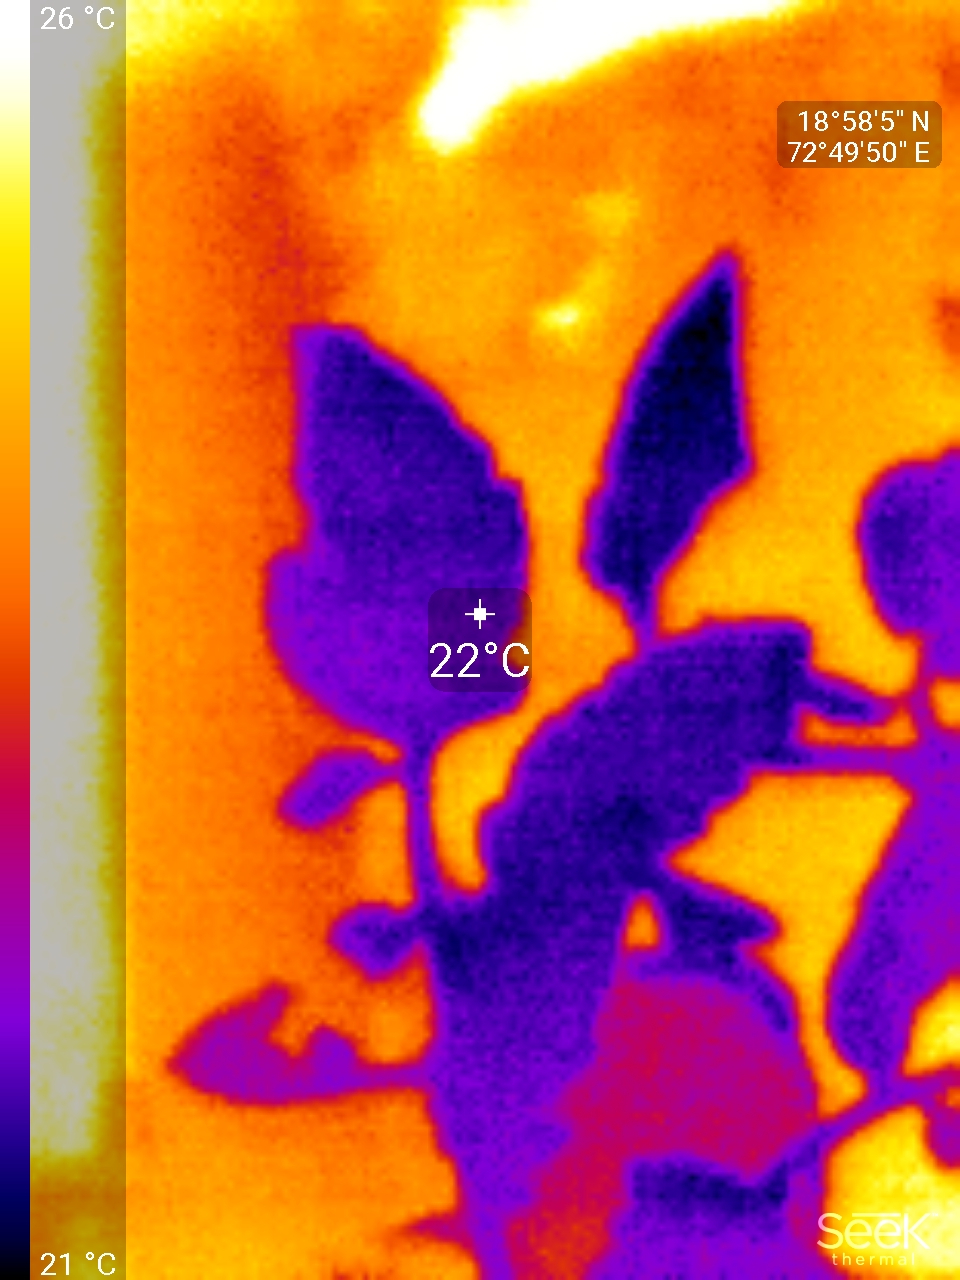 26 °C
18°58'5" N
72°49'50" E
22°C
21 °C
Seek
thermal